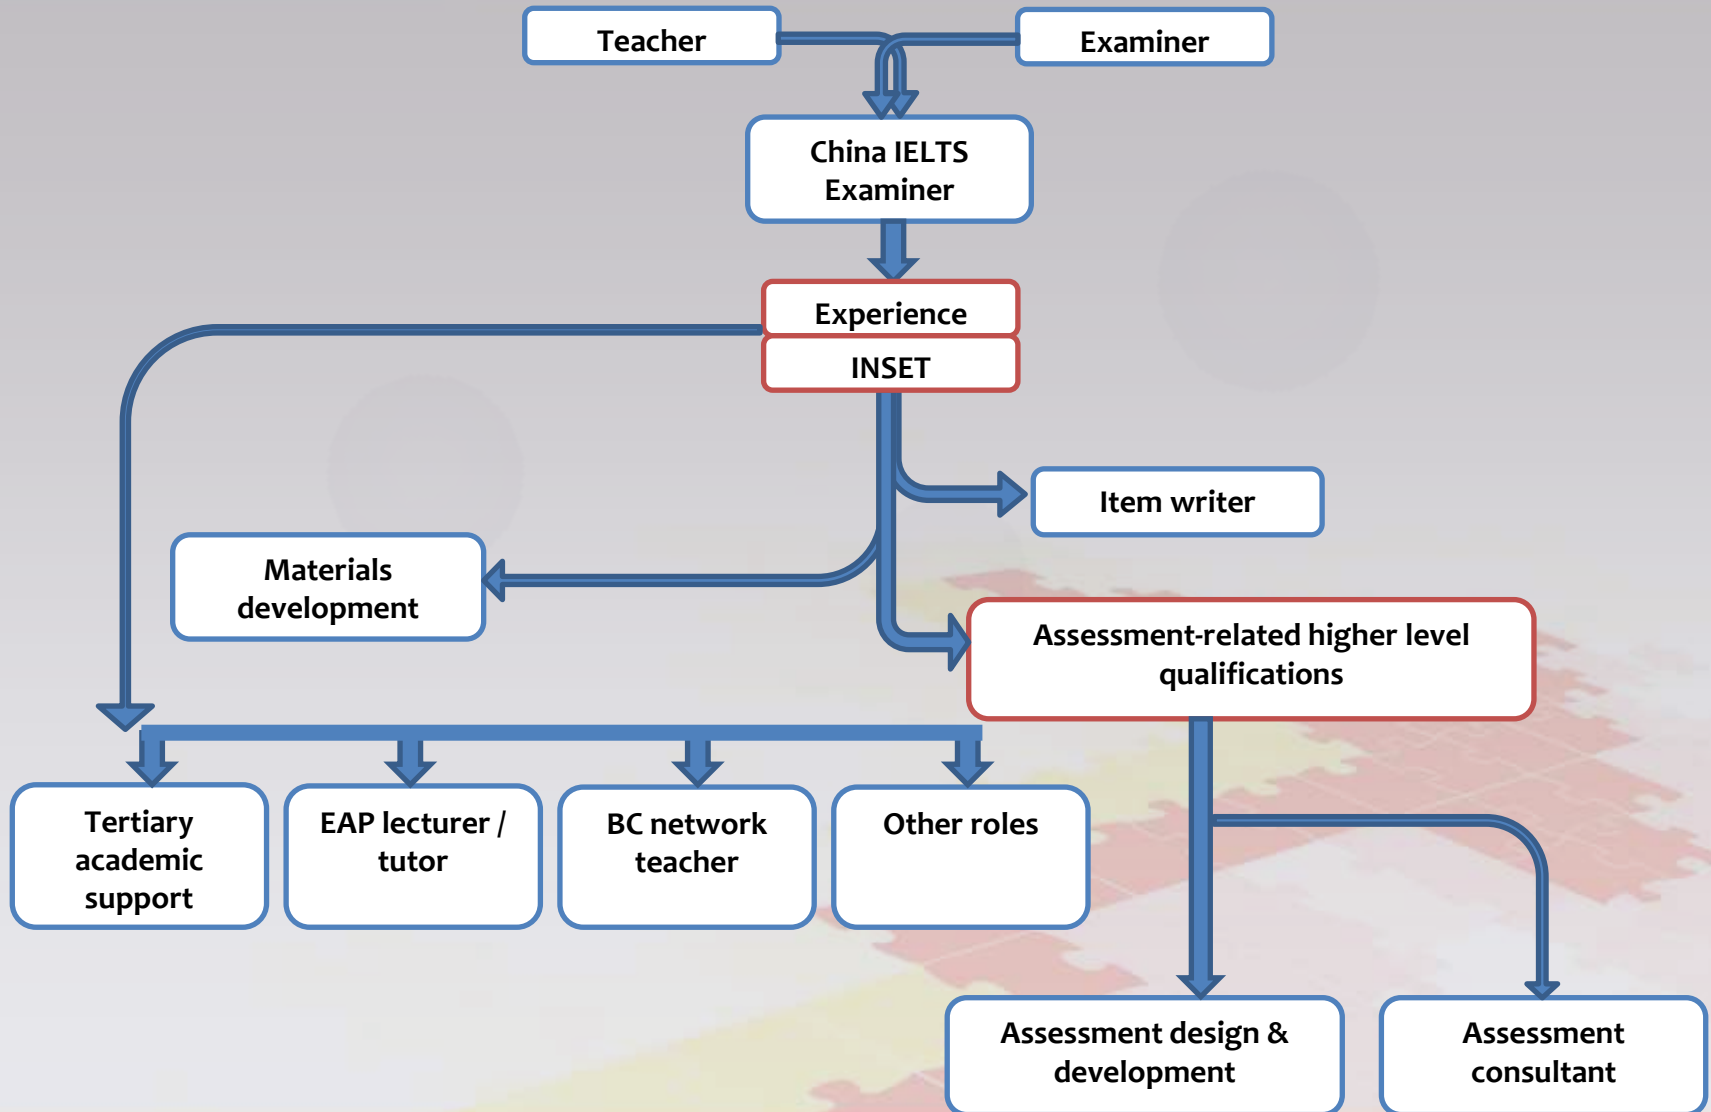 Teacher
Examiner
China IELTS
Examiner
Experience
INSET
Item writer
Materials
development
Assessment-related higher level
qualifications
Tertiary
academic
support
EAP lecturer /
tutor
BC network
teacher
Other roles
Assessment design &
development
Assessment
consultant